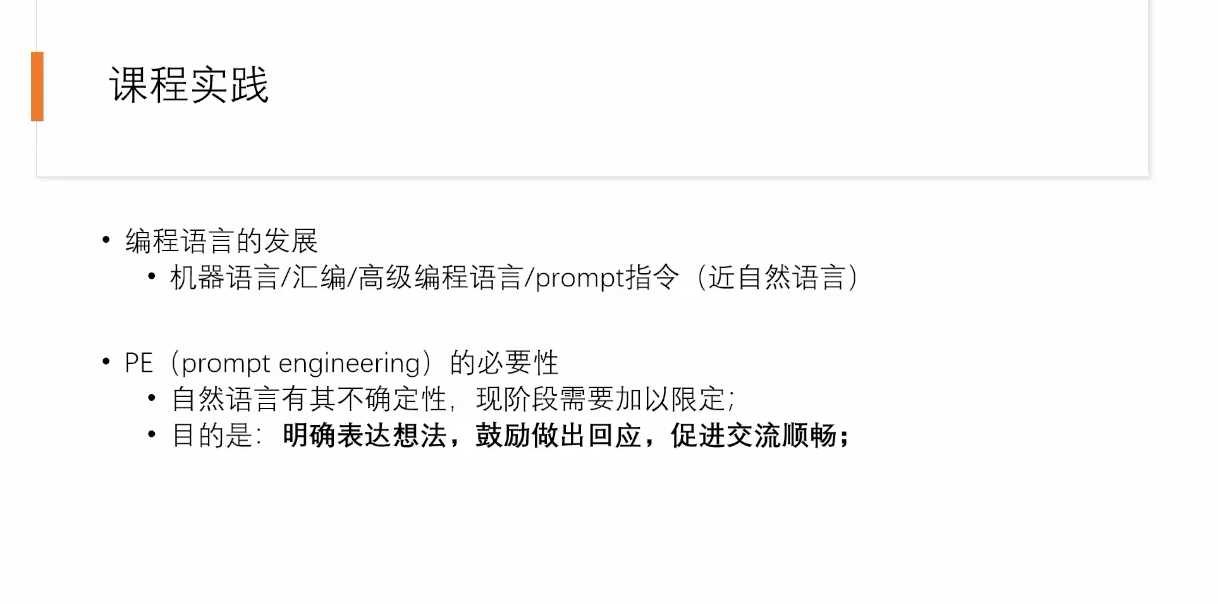 课程实践
• 编程语言的发展
• 机器语言/汇编/高级编程语言/prompt指令（近自然语言）
• PE（prompt engineering）的必要性
• 自然语言有其不确定性，现阶段需要加以限定；
• 目的是：明确表达想法，鼓励做出回应，促进交流顺畅；